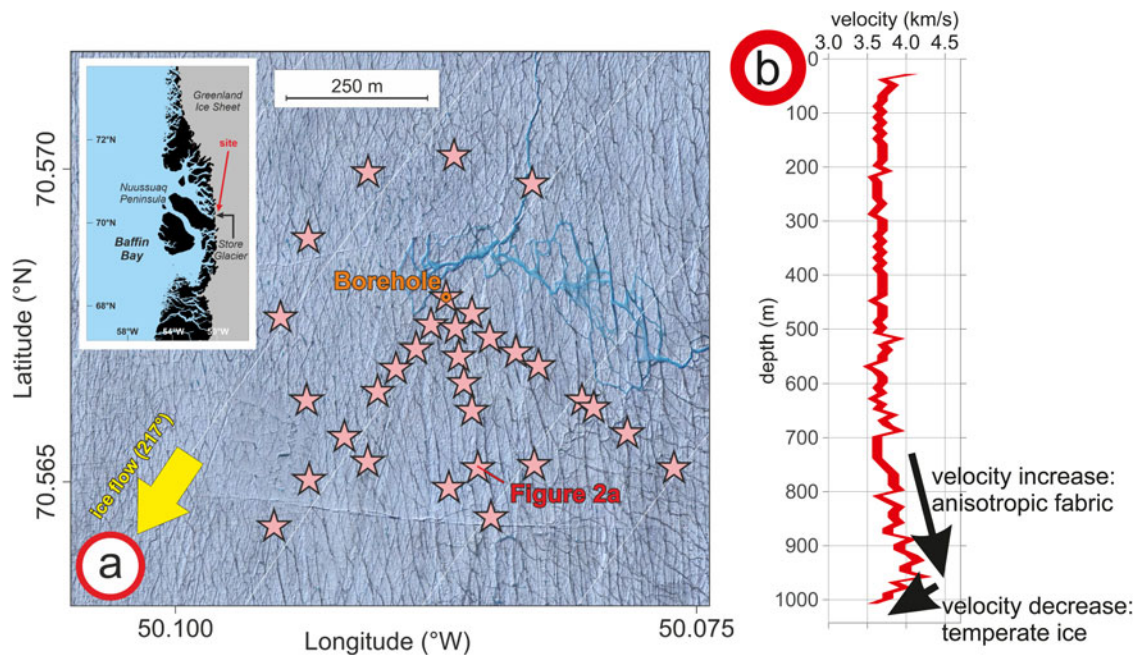 250 m
Greenland
Ice Sheet
72°N
site
Nuussuaq
Peninsula
70°N
Baffin
Bay
Store
Glacier
68°N
58°W
54°W
50°W
70.570
Latitude (°N)
70.565
Borehole
Figure 2a
ice flow (217°)
a
50.100
Longitude (°W)
50.075
b
velocity (km/s)
3.0
3.5
4.0
4.5
0
100
200
300
400
500
600
700
800
900
1000
depth (m)
velocity increase:
anisotropic fabric
velocity decrease:
temperate ice